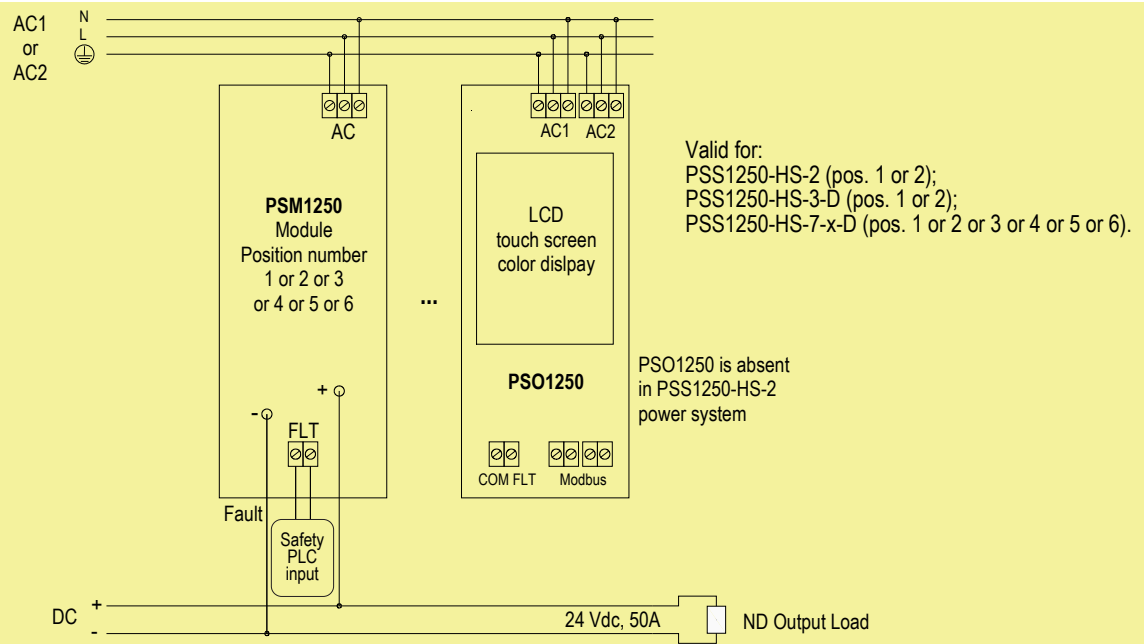 AC1
or
AC2
N
L
AC
AC1 AC2
PSM1250
Module
Position number
1 or 2 or 3
or 4 or 5 or 6
...
LCD
touch screen
color dislpay
Valid for:
PSS1250-HS-2 (pos. 1 or 2);
PSS1250-HS-3-D (pos. 1 or 2);
PSS1250-HS-7-x-D (pos. 1 or 2 or 3 or 4 or 5 or 6).
PSO1250
PSO1250 is absent
in PSS1250-HS-2
power system
+
-
FLT
COM FLT Modbus
Fault
Safety
PLC
input
DC
+
-
24 Vdc, 50A
ND Output Load